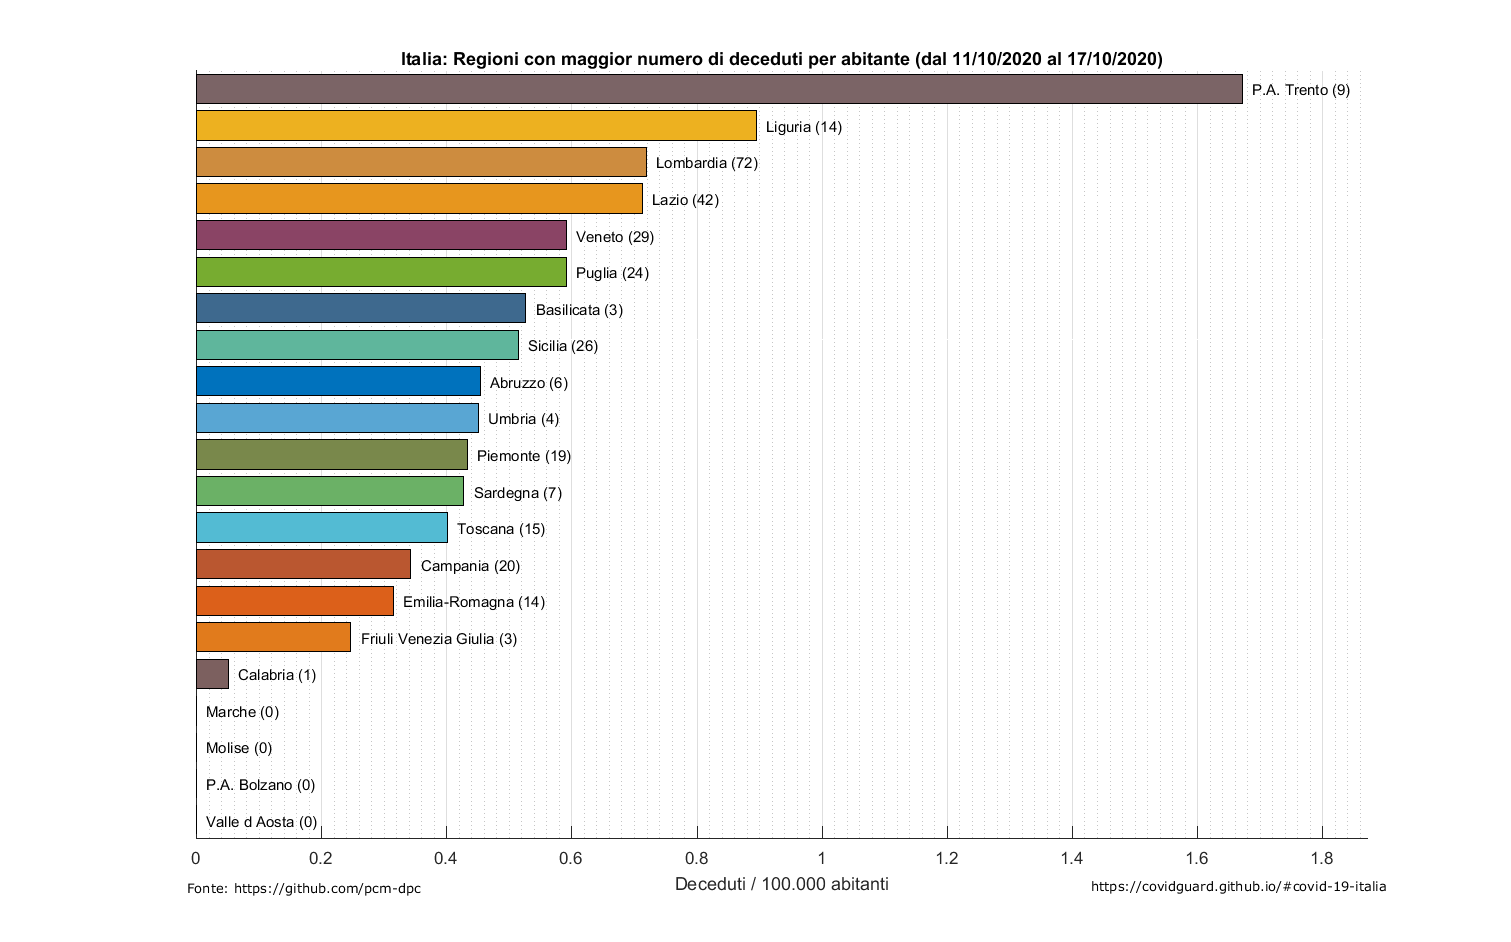 Italia: Regioni con maggior numero di deceduti per abitante (dal 11/10/2020 al 17/10/2020)
P.A. Trento (9)
Liguria (14)
Lombardia (72)
Lazio (42)
Veneto (29)
Puglia (24)
Basilicata (3)
Sicilia (26)
Abruzzo (6)
Umbria (4)
Piemonte (19)
Sardegna (7)
Toscana (15)
Campania (20)
Emilia-Romagna (14)
Friuli Venezia Giulia (3)
Calabria (1)
Marche (0)
Molise (0)
P.A. Bolzano (0)
Valle d Aosta (0)
0 0.2 0.4 0.6 0.8 1 1.2 1.4 1.6 1.8
Deceduti / 100.000 abitanti
Fonte: https://github.com/pcm-dpc
https://covidguard.github.io/#covid-19-italia